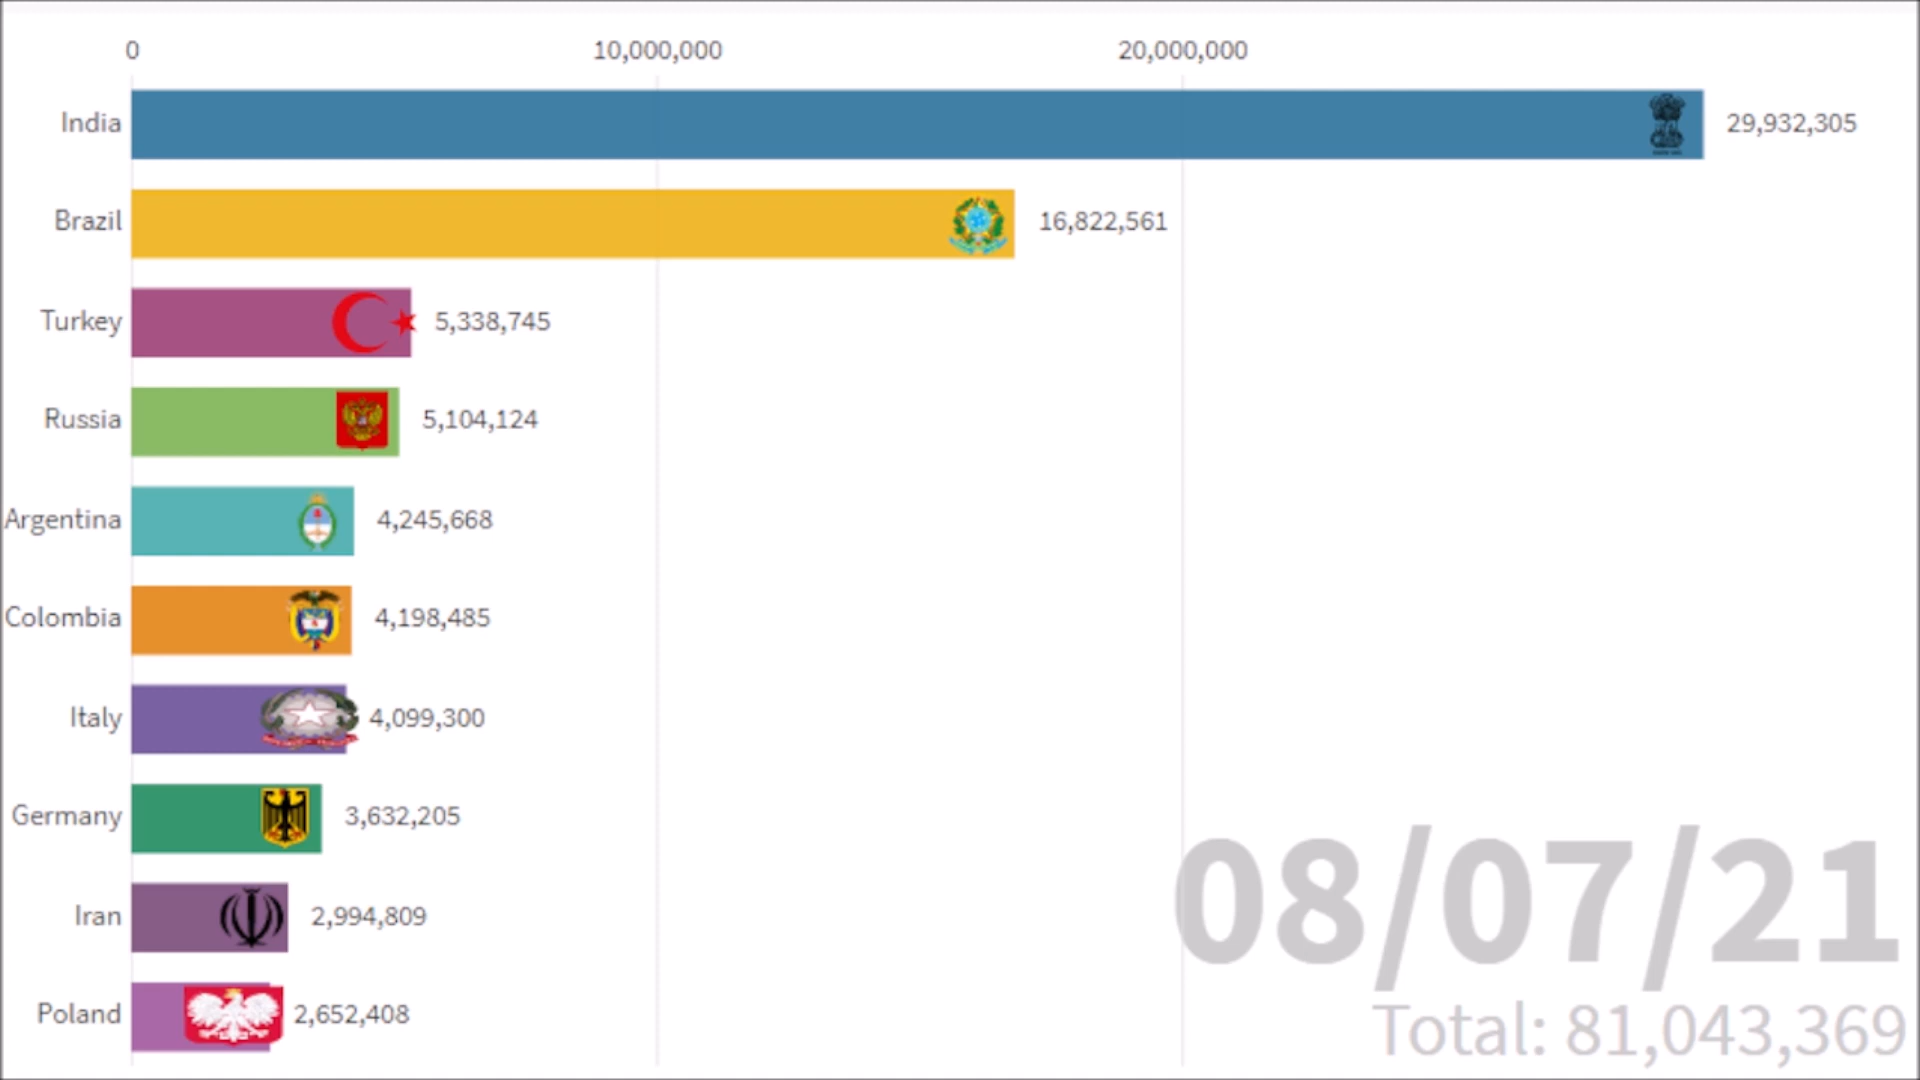 0 10,000,000 20,000,000
India 29,932,305
Brazil 16,822,561
Turkey 5,338,745
Russia 5,104,124
Argentina 4,245,668
Colombia 4,198,485
Italy 4,099,300
Germany 3,632,205
Iran 2,994,809
Poland 2,652,408
08/07/21
Total: 81,043,369